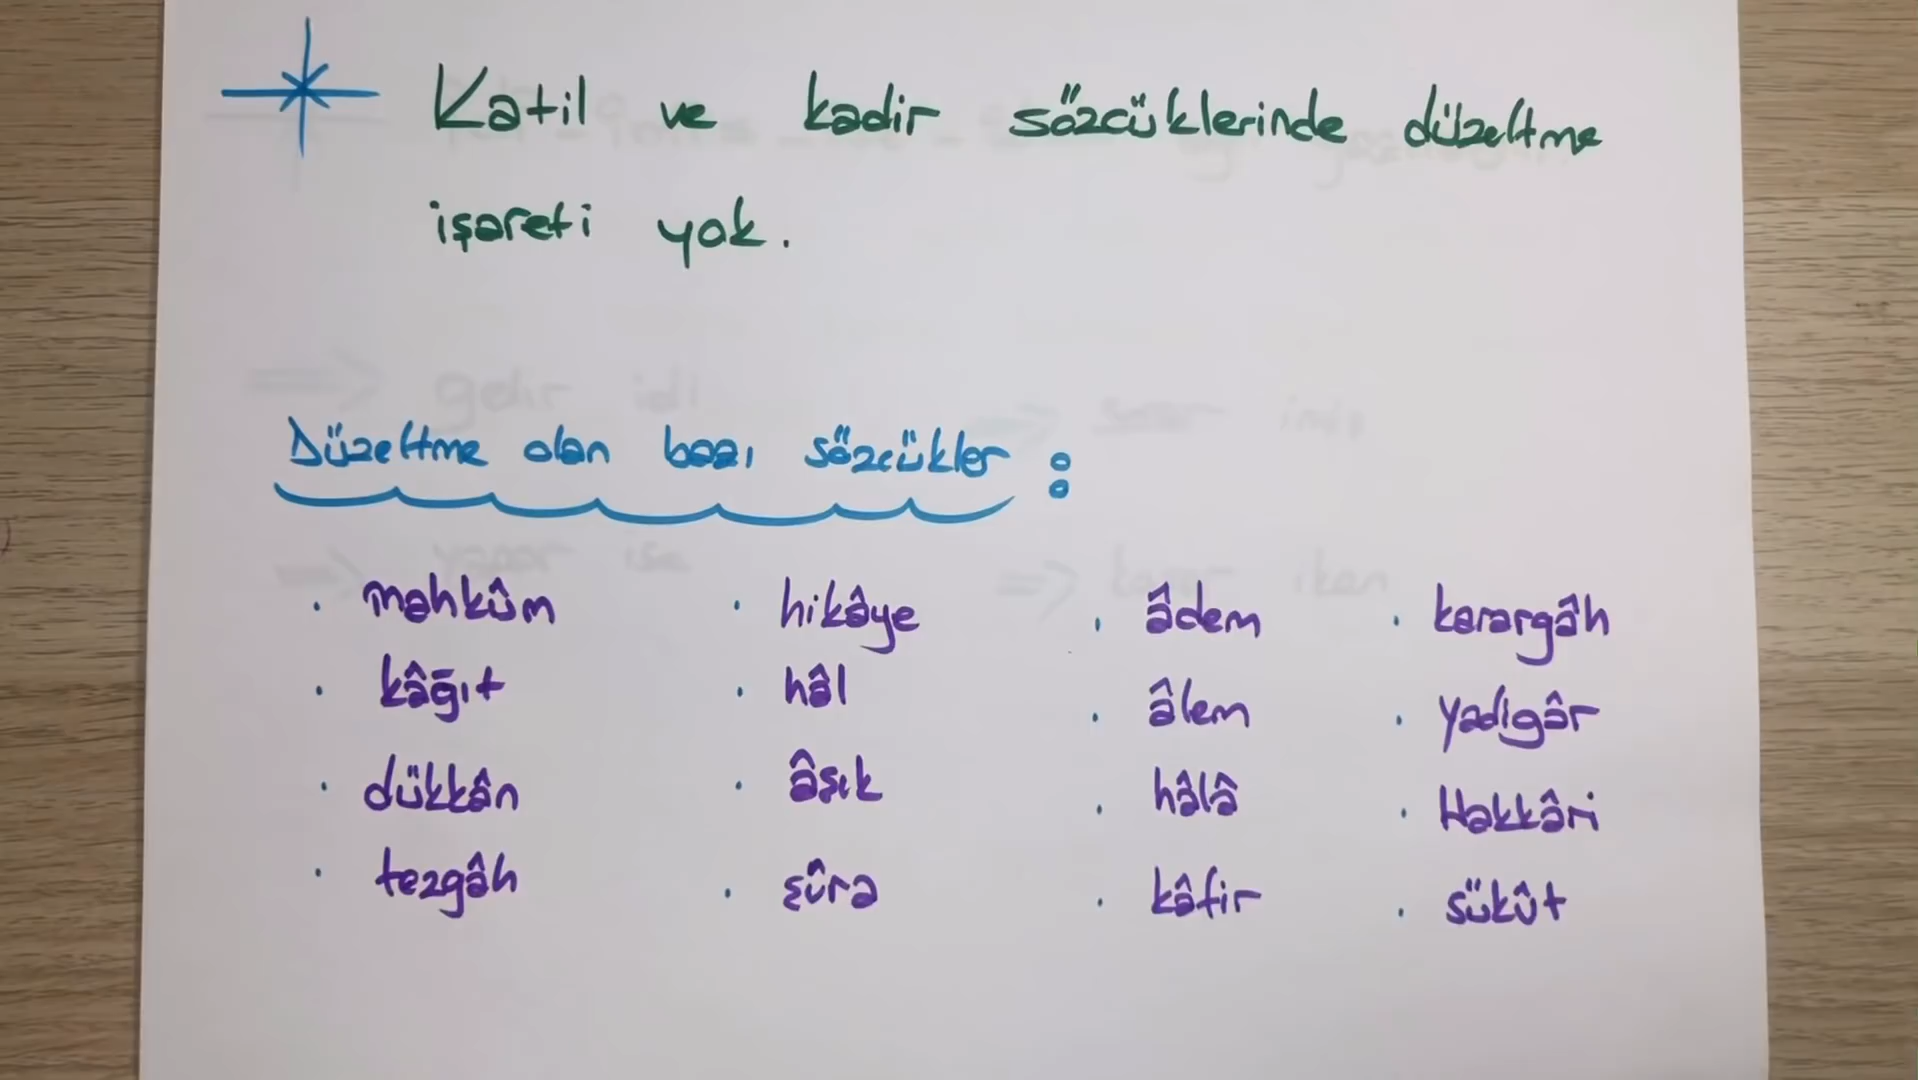 Katil ve kadir sözcüklerinde düzeltme
işareti yok.
Düzeltme olan bazı sözcükler :
· mahkûm · hikâye · âdem · karargâh
· kâğıt · hâl · âlem · yadigâr
· dükkân · âşık · hâlâ · Hakkâri
· tezgâh · şûra · kâfir · sükût